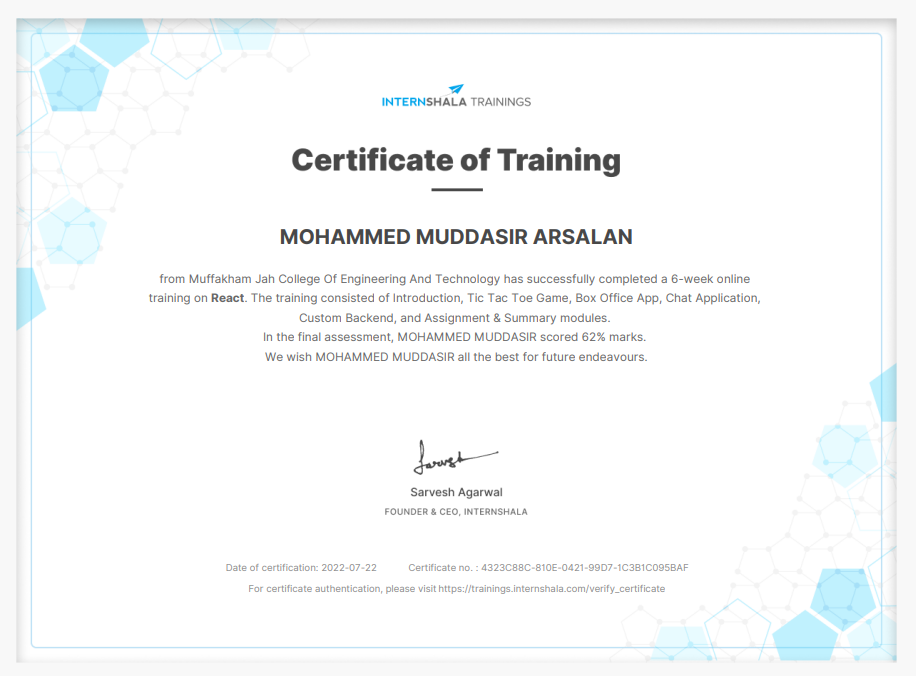 INTERNSHALA TRAININGS
Certificate of Training
MOHAMMED MUDDASIR ARSALAN
from Muffakham Jah College Of Engineering And Technology has successfully completed a 6-week online
training on React. The training consisted of Introduction, Tic Tac Toe Game, Box Office App, Chat Application,
Custom Backend, and Assignment & Summary modules.
In the final assessment, MOHAMMED MUDDASIR scored 62% marks.
We wish MOHAMMED MUDDASIR all the best for future endeavours.
Sarvesh
Sarvesh Agarwal
FOUNDER & CEO, INTERNSHALA
Date of certification: 2022-07-22 Certificate no. : 4323C88C-810E-0421-99D7-1C3B1C095BAF
For certificate authentication, please visit https://trainings.internshala.com/verify_certificate